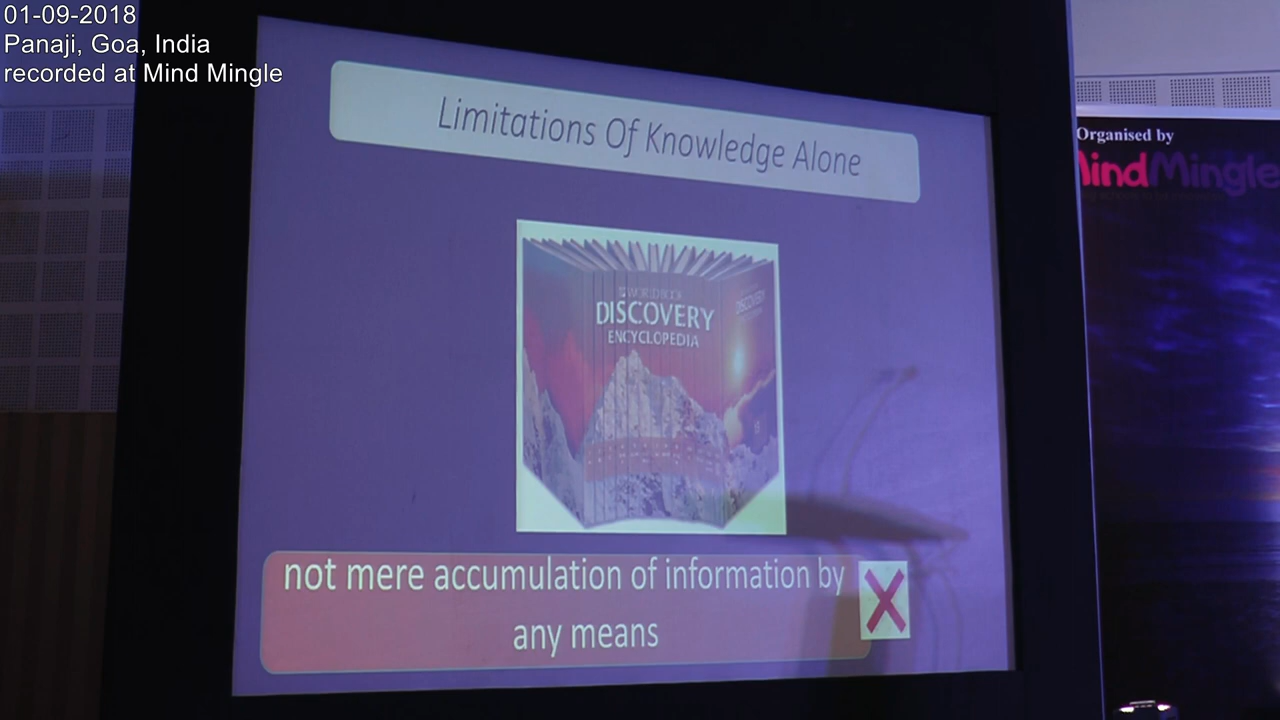 01-09-2018
Panaji, Goa, India
recorded at Mind Mingle
Limitations Of Knowledge Alone
Organised by
MindMingle
DISCOVERY
ENCYCLOPEDIA
DISCOVERY
not mere accumulation of information by
any means